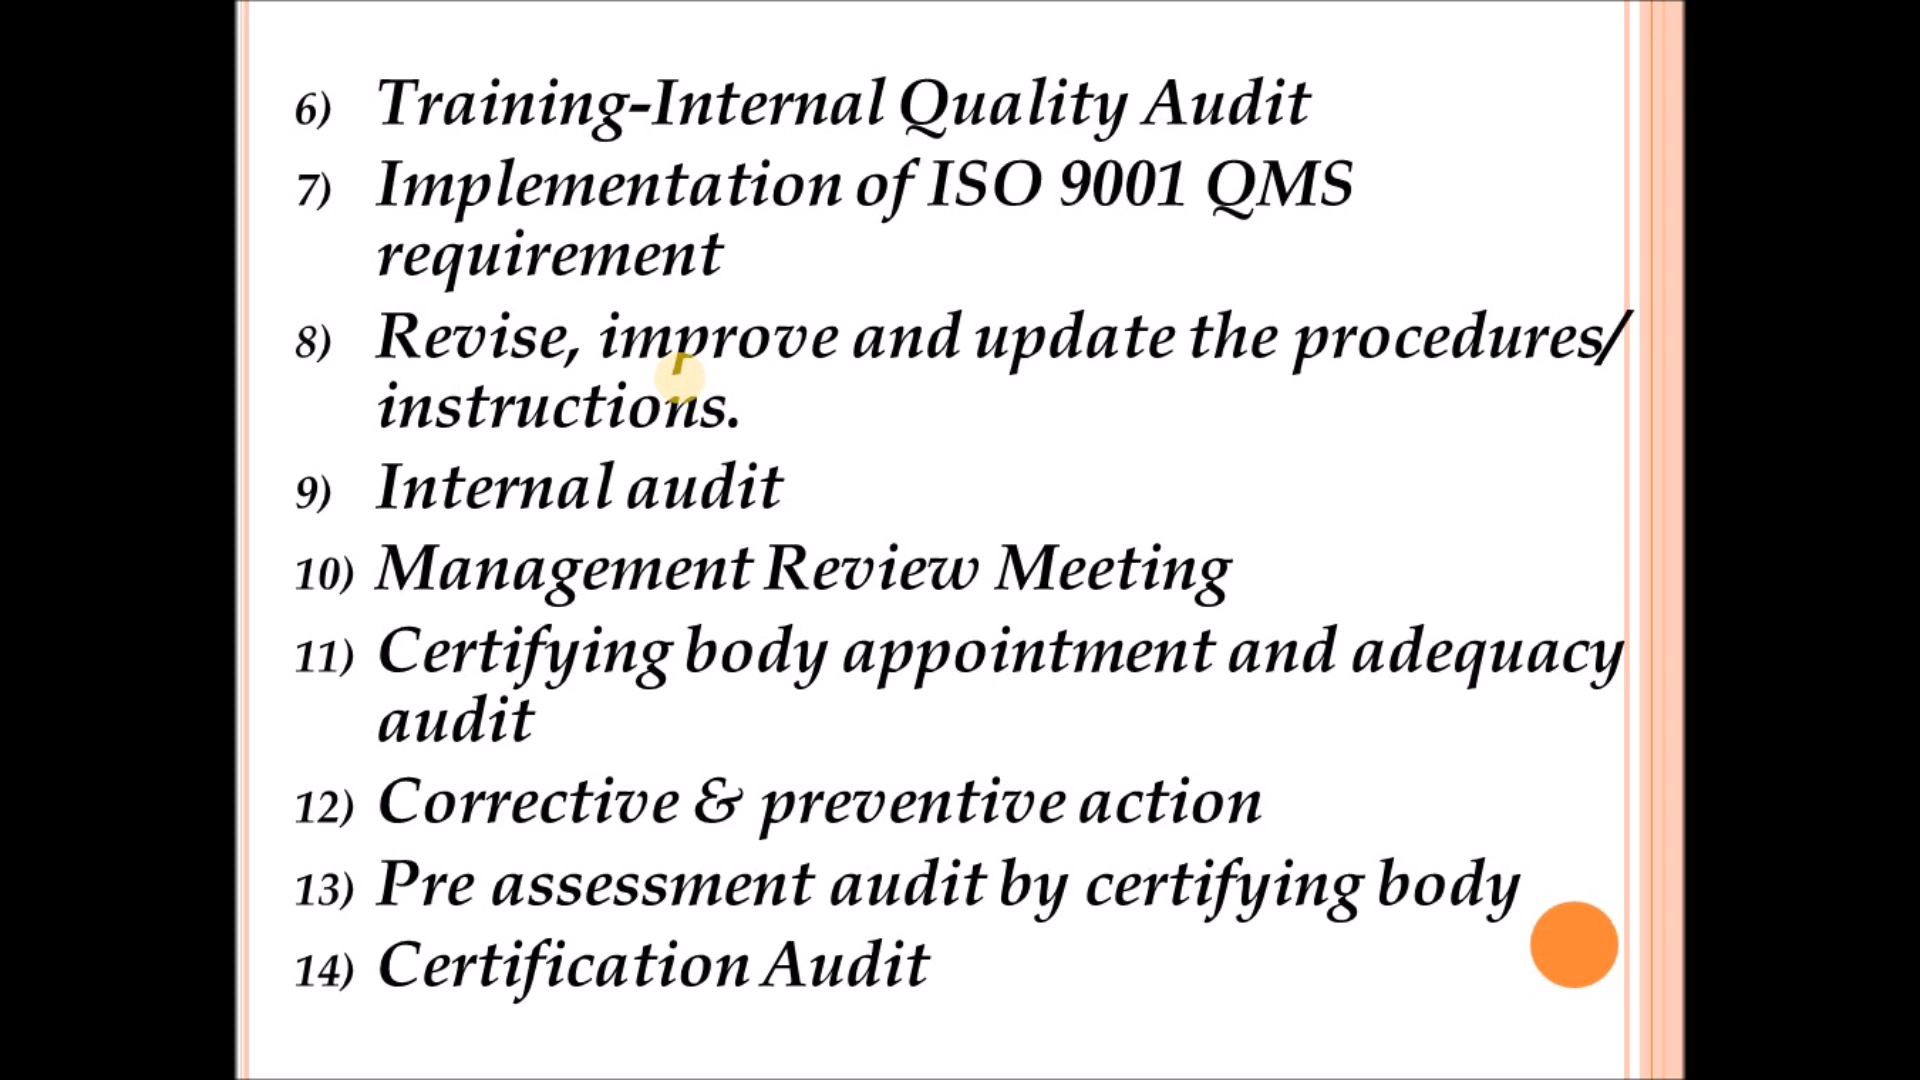 6) Training-Internal Quality Audit
7) Implementation of ISO 9001 QMS
requirement
8) Revise, improve and update the procedures/
instructions.
9) Internal audit
10) Management Review Meeting
11) Certifying body appointment and adequacy
audit
12) Corrective & preventive action
13) Pre assessment audit by certifying body
14) Certification Audit